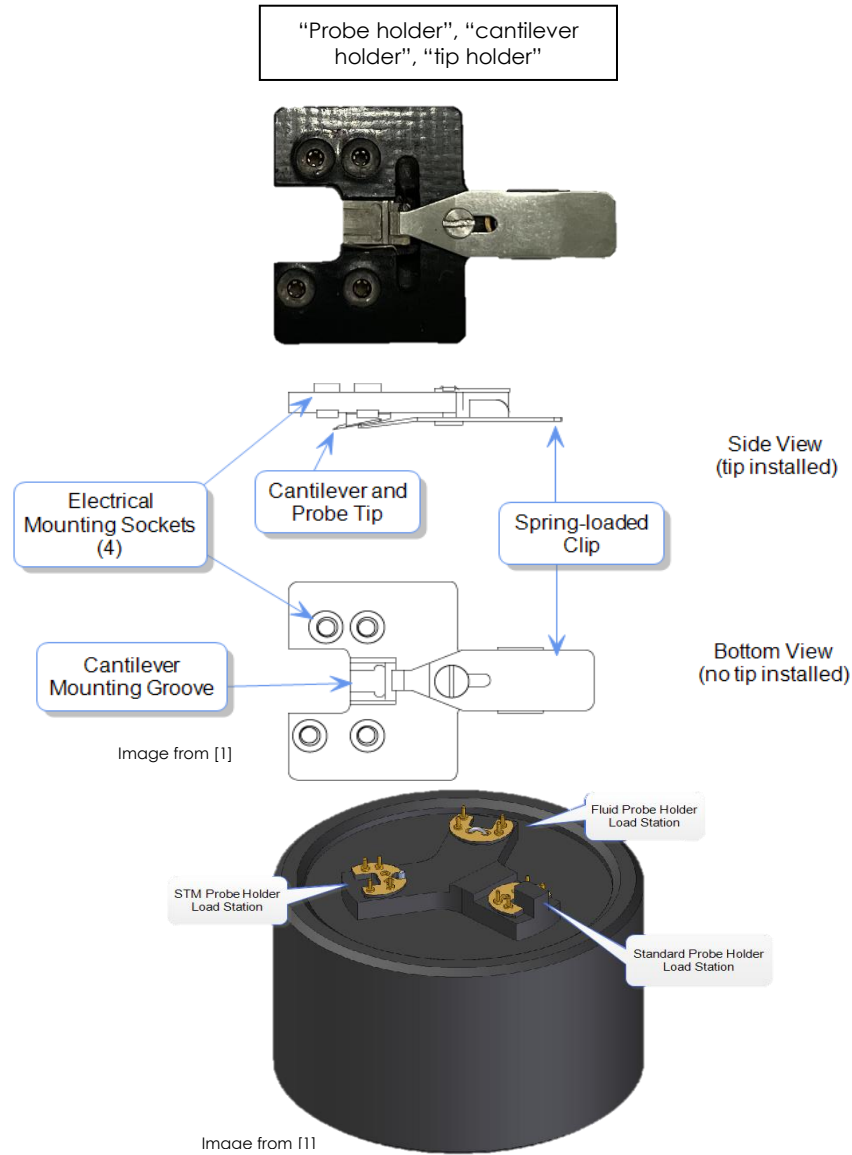 “Probe holder”, “cantilever
holder”, “tip holder”
Side View
(tip installed)
Electrical
Mounting Sockets
(4)
Cantilever and
Probe Tip
Spring-loaded
Clip
Cantilever
Mounting Groove
Bottom View
(no tip installed)
Image from [1]
Fluid Probe Holder
Load Station
STM Probe Holder
Load Station
Standard Probe Holder
Load Station
Image from [1]